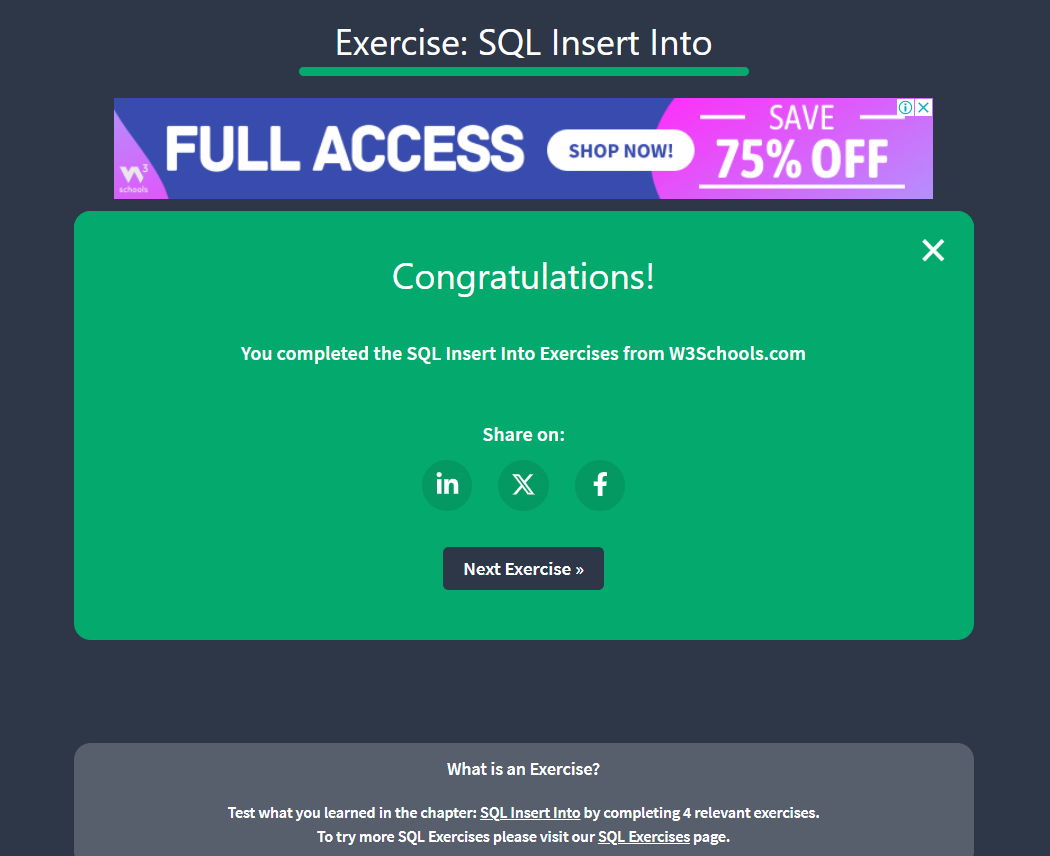 Exercise: SQL Insert Into
FULL ACCESS
SHOP NOW!
SAVE
75% OFF
W3
schools
Congratulations!
You completed the SQL Insert Into Exercises from W3Schools.com
Share on:
in
X
f
Next Exercise »
What is an Exercise?
Test what you learned in the chapter: SQL Insert Into by completing 4 relevant exercises.
To try more SQL Exercises please visit our SQL Exercises page.